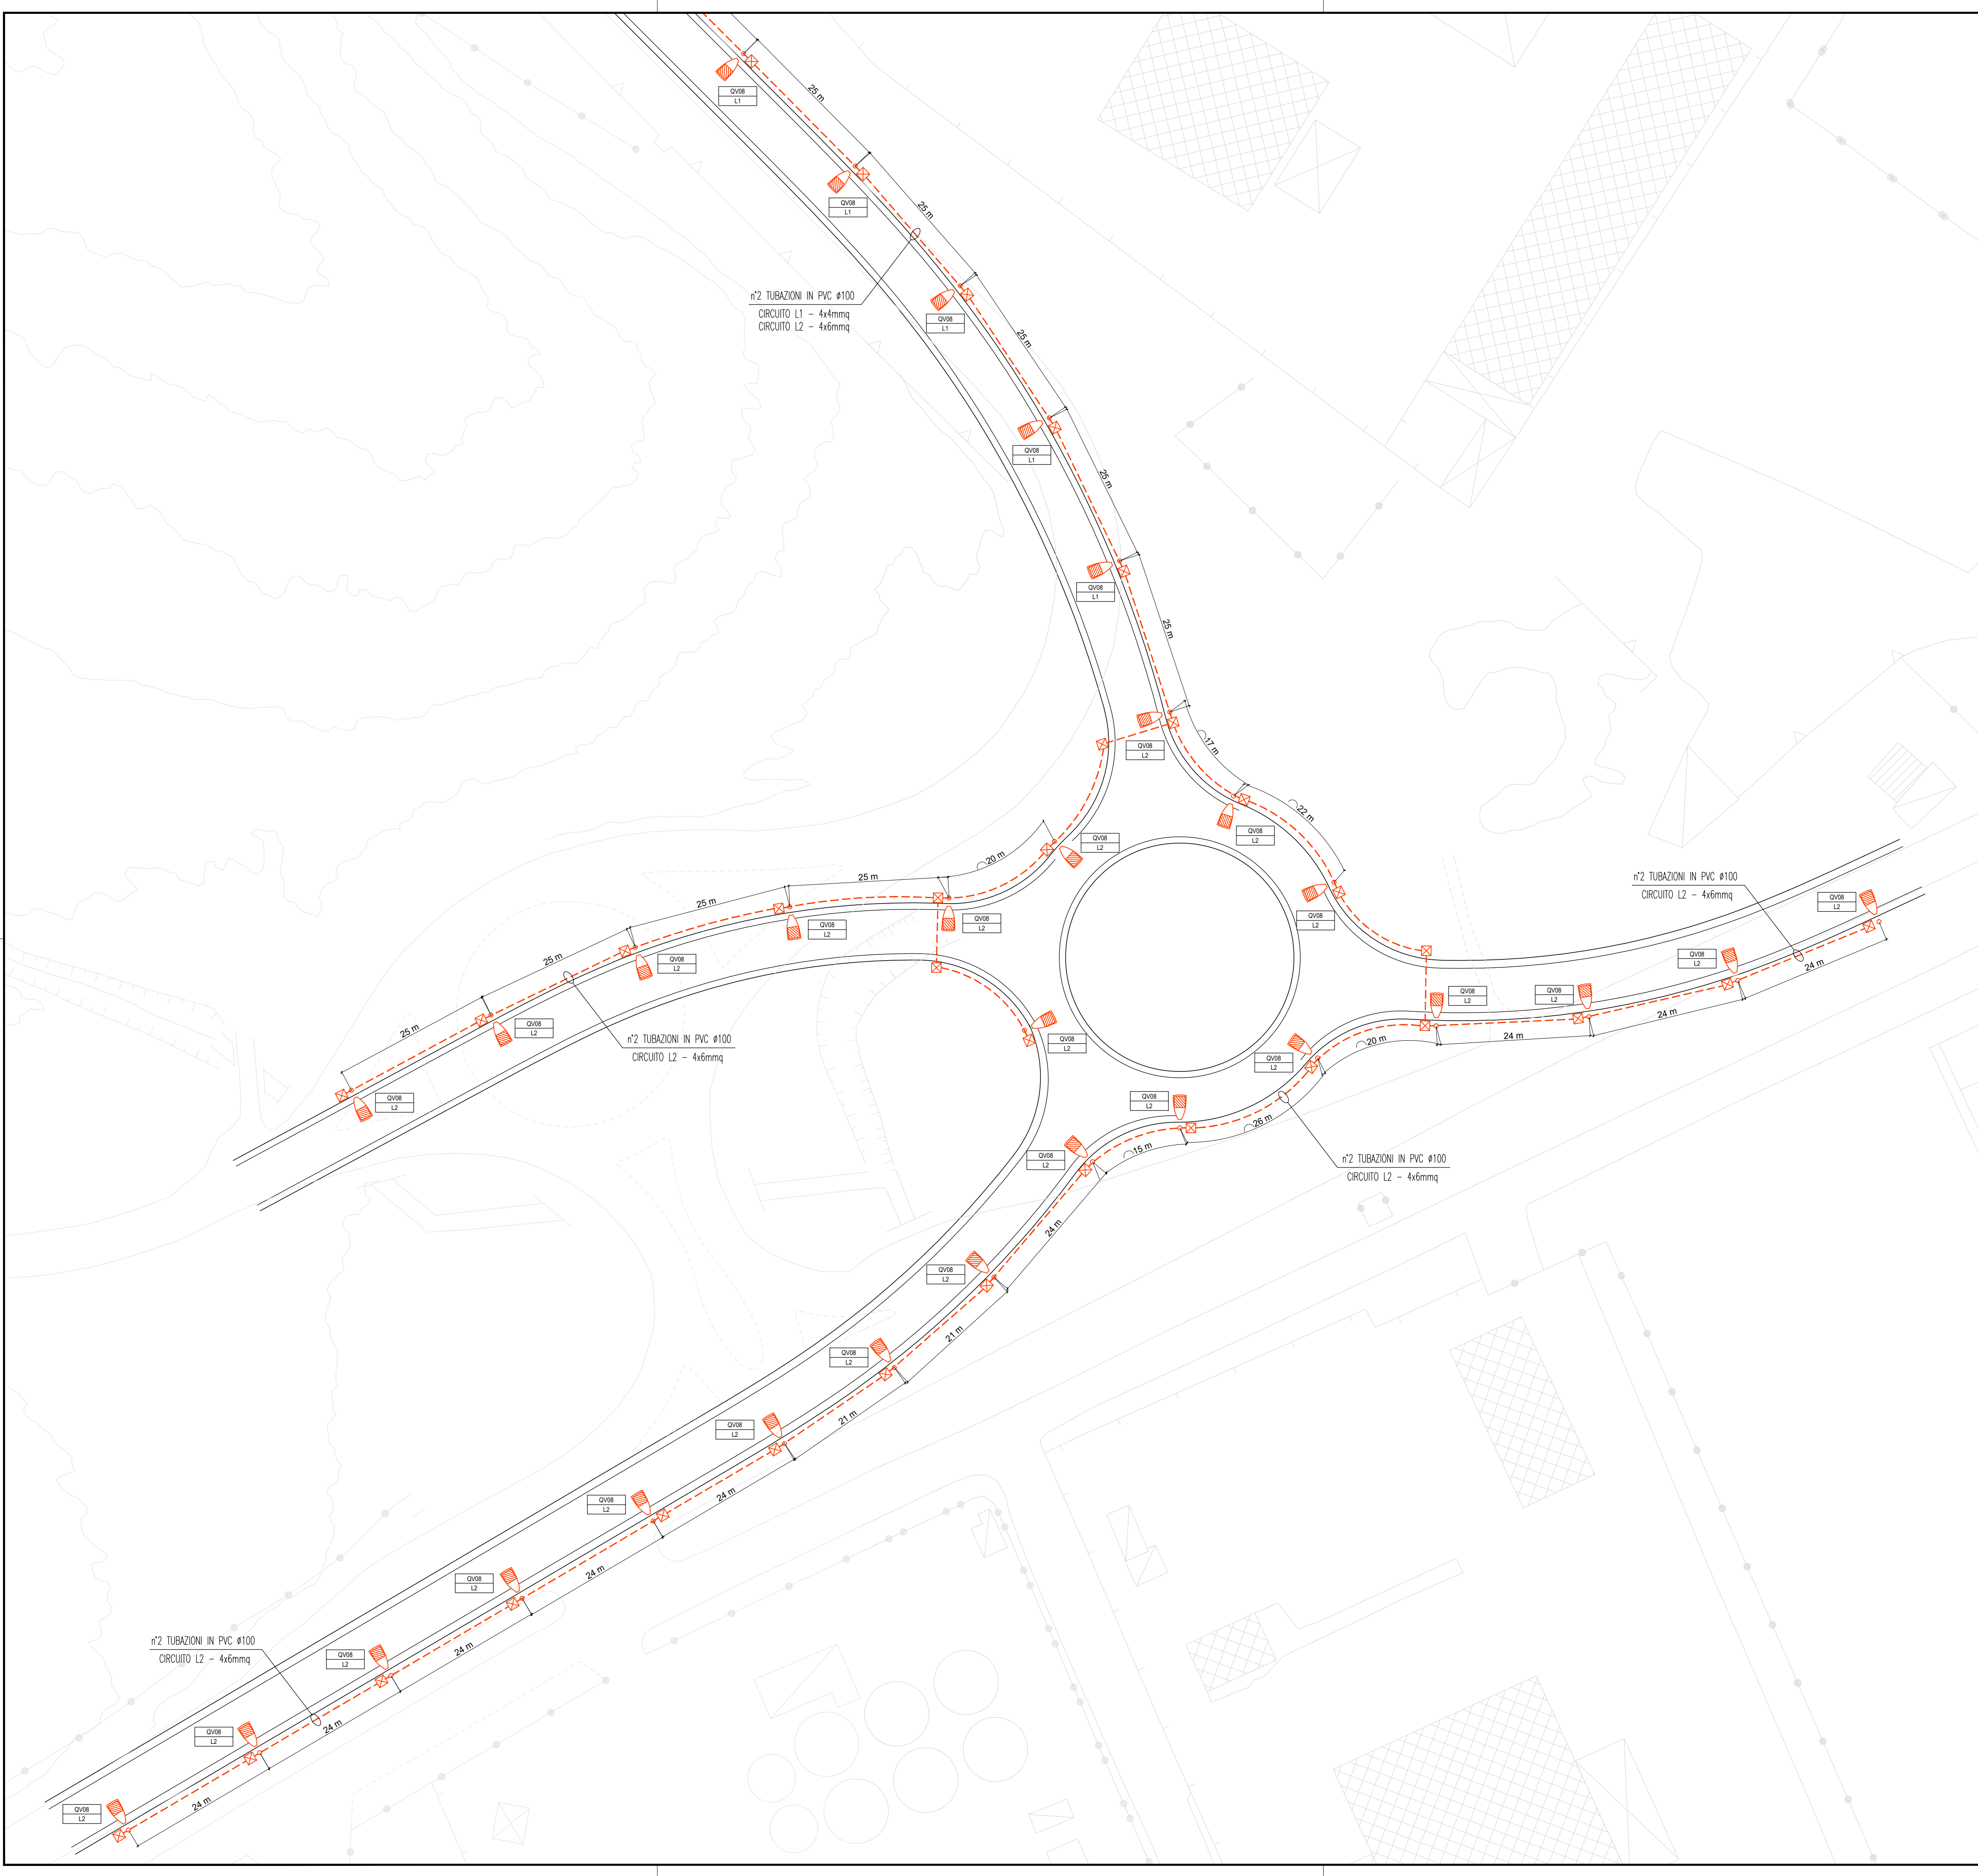 25 m
QV08
L1
QV08
L1
25 m
n°2 TUBAZIONI IN PVC ø100
CIRCUITO L1 - 4x4mmq
CIRCUITO L2 - 4x6mmq
QV08
L1
25 m
QV08
L1
25 m
QV08
L1
25 m
QV08
L2
17 m
22 m
QV08
L2
QV08
L2
20 m
25 m
25 m
QV08
L2
QV08
L2
QV08
L2
n°2 TUBAZIONI IN PVC ø100
CIRCUITO L2 - 4x6mmq
QV08
L2
25 m
QV08
L2
QV08
L2
QV08
L2
QV08
L2
24 m
25 m
QV08
L2
24 m
n°2 TUBAZIONI IN PVC ø100
CIRCUITO L2 - 4x6mmq
QV08
L2
20 m
24 m
QV08
L2
QV08
L2
QV08
L2
26 m
15 m
QV08
L2
n°2 TUBAZIONI IN PVC ø100
CIRCUITO L2 - 4x6mmq
24 m
QV08
L2
21 m
QV08
L2
21 m
QV08
L2
24 m
QV08
L2
24 m
QV08
L2
24 m
n°2 TUBAZIONI IN PVC ø100
CIRCUITO L2 - 4x6mmq
QV08
L2
24 m
QV08
L2
24 m
QV08
L2